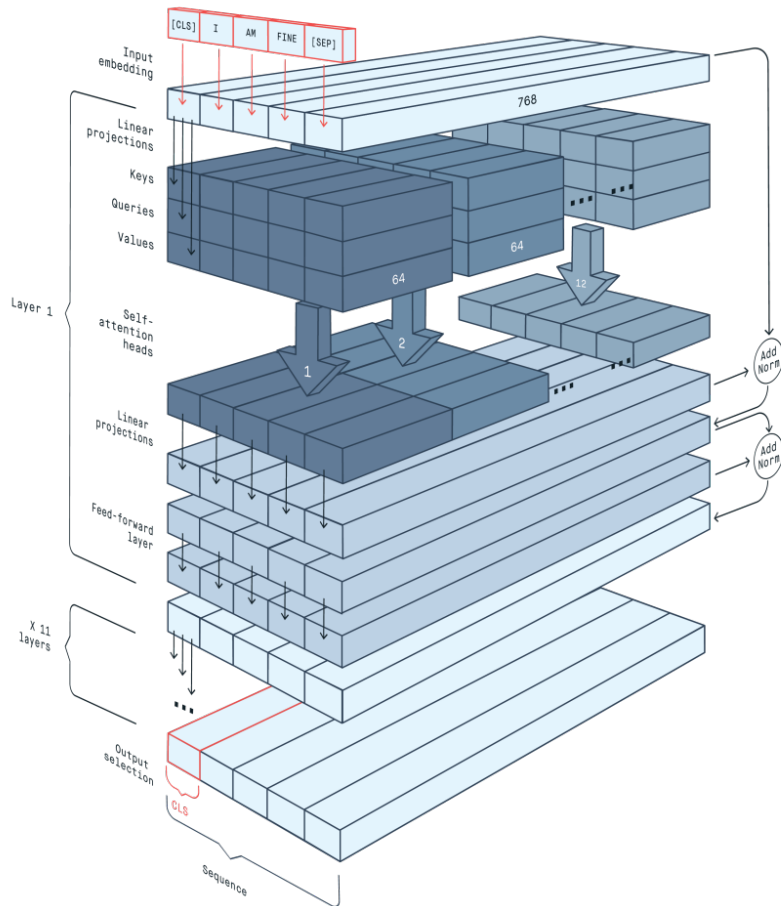 [CLS] I AM FINE [SEP]
Input
embedding
768
Linear
projections
Keys
Queries
Values
64
64
12
Layer 1
Self-
attention
heads
1
2
Add
Norm
Linear
projections
Add
Norm
Feed-forward
layer
X 11
layers
Output
selection
CLS
Sequence